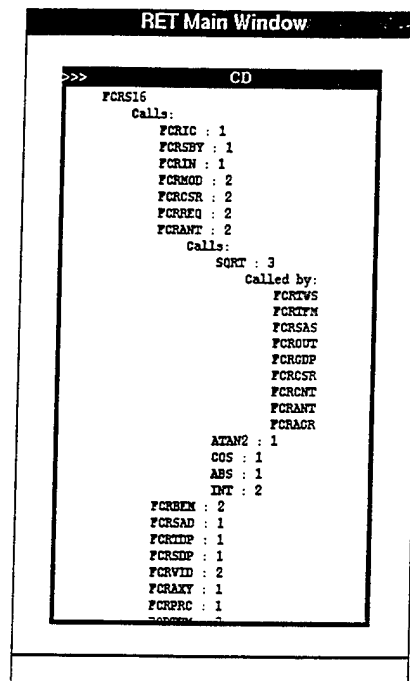 RET Main Window
>>> CD
FCRS16
Calls:
FCRIC : 1
FCRSBY : 1
FCRIN : 1
FCRMOD : 2
FCRCSR : 2
FCRREQ : 2
FCRANT : 2
Calls:
SQRT : 3
Called by:
FCRTWS
FCRTFM
FCRSAS
FCROUT
FCRGDP
FCRCSR
FCRCNT
FCRANT
FCRACR
ATAN2 : 1
COS : 1
ABS : 1
INT : 2
FCRBEM : 2
FCRSAD : 1
FCRTDP : 1
FCRSDP : 1
FCRVID : 2
FCRAXY : 1
FCRPRC : 1